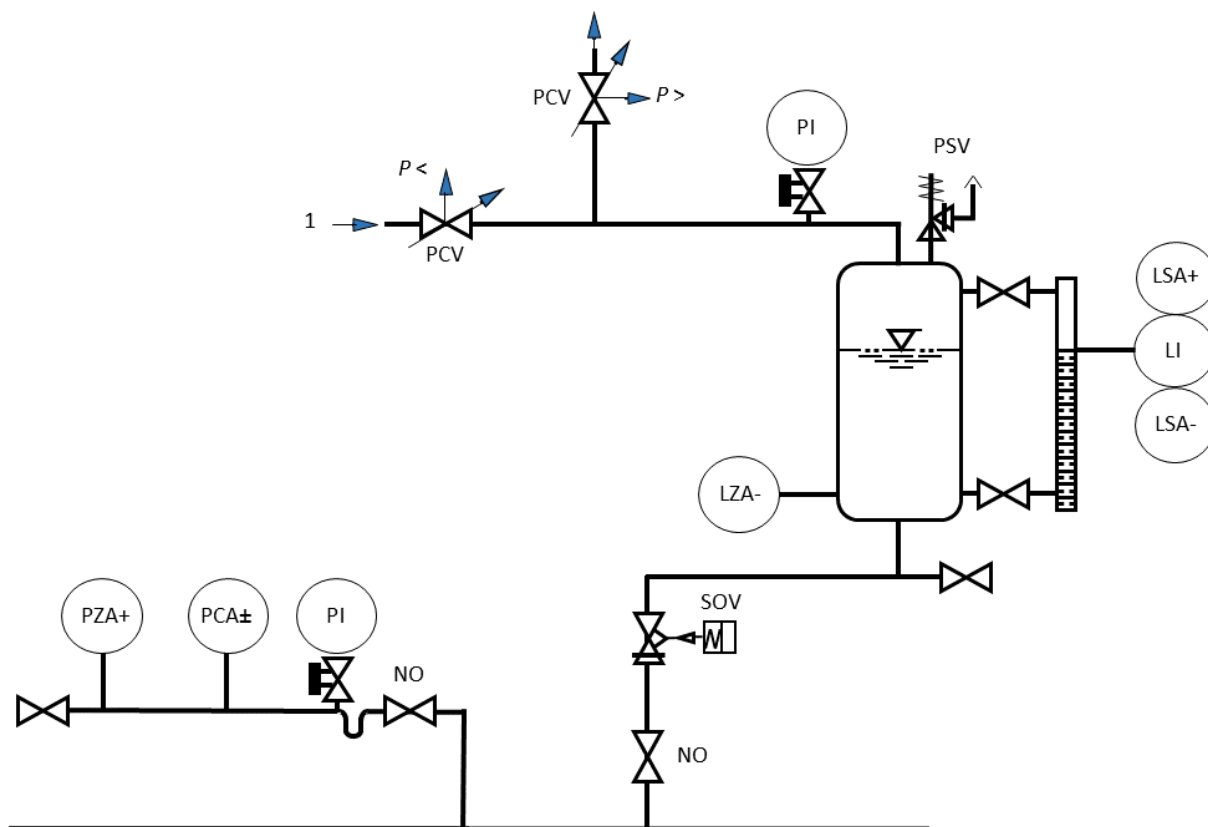 PCV
P >
PI
PSV
P <
1
PCV
LSA+
LI
LSA-
LZA-
SOV
PZA+
PCA±
PI
NO
NO